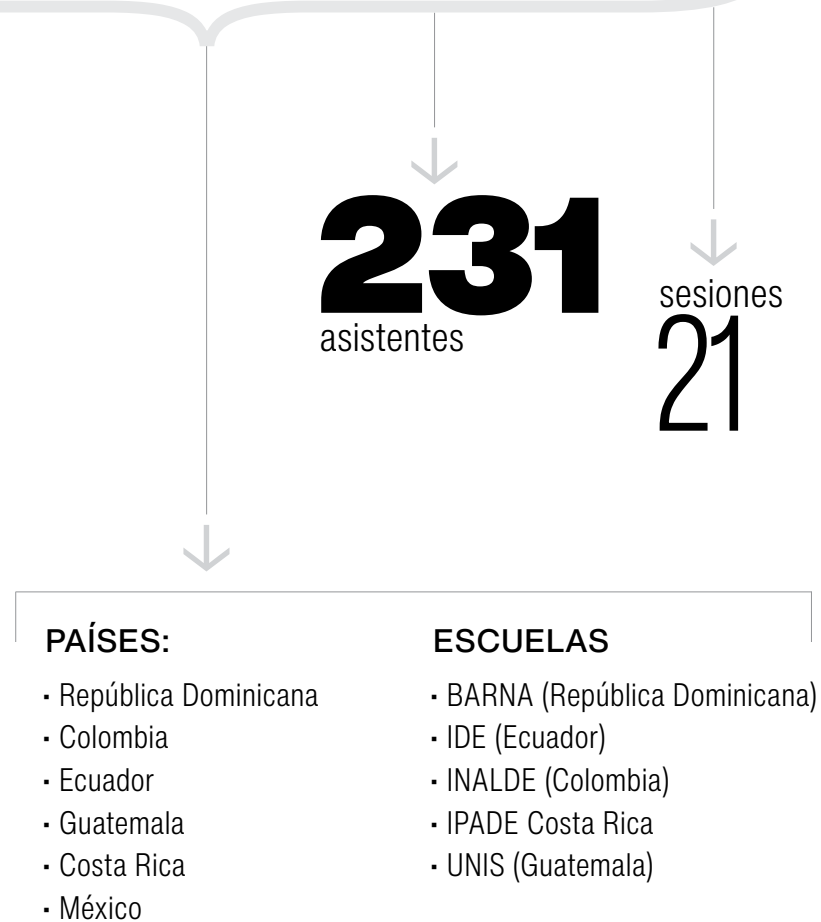 231
asistentes
sesiones
21
PAÍSES:
· República Dominicana
· Colombia
· Ecuador
· Guatemala
· Costa Rica
· México
ESCUELAS
· BARNA (República Dominicana)
· IDE (Ecuador)
· INALDE (Colombia)
· IPADE Costa Rica
· UNIS (Guatemala)